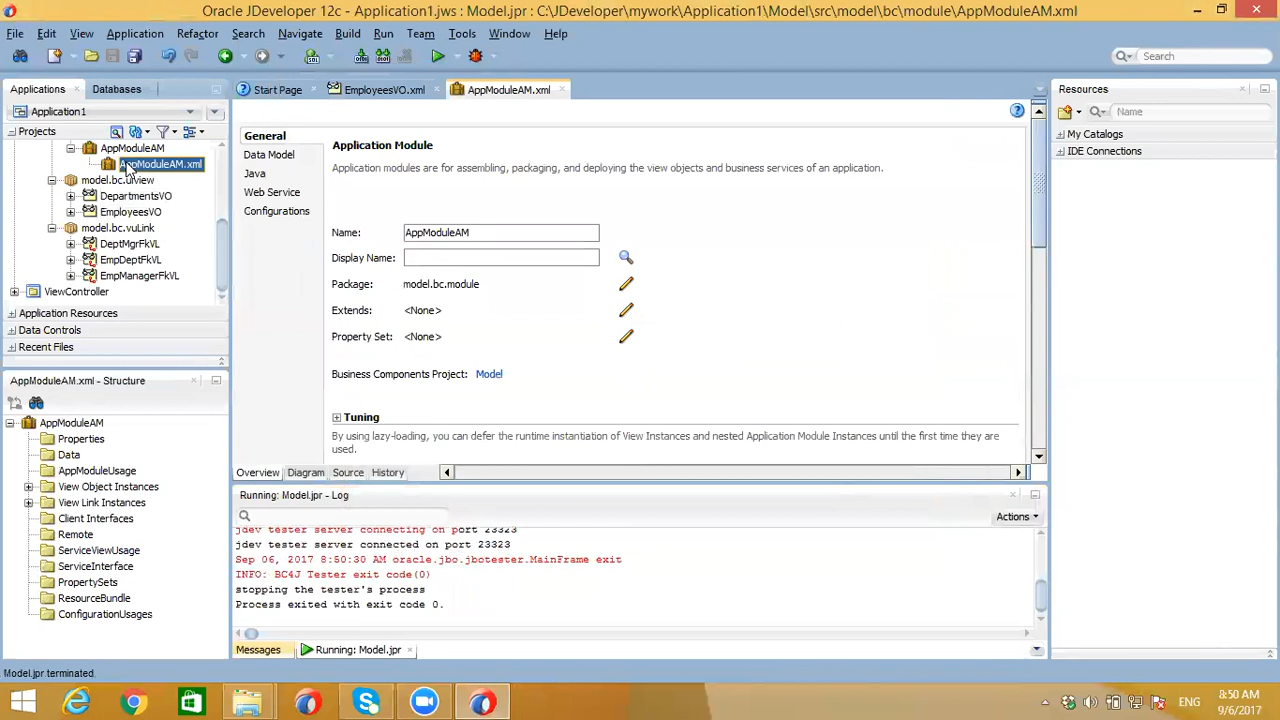 Oracle JDeveloper 12c - Application1.jws : Model.jpr : C:\JDeveloper\mywork\Application1\Model\src\model\bc\module\AppModuleAM.xml
File Edit View Application Refactor Search Navigate Build Run Team Tools Window Help
Search
Applications Databases
Application1
Projects
AppModuleAM
AppModuleAM.xml
model.bc.uiview
DepartmentsVO
EmployeesVO
model.bc.vuLink
DeptMgrFkVL
EmpDeptFkVL
EmpManagerFkVL
ViewController
Application Resources
Data Controls
Recent Files
AppModuleAM.xml - Structure
AppModuleAM
Properties
Data
AppModuleUsage
View Object Instances
View Link Instances
Client Interfaces
Remote
ServiceViewUsage
ServiceInterface
PropertySets
ResourceBundle
ConfigurationUsages
Start Page EmployeesVO.xml AppModuleAM.xml
General
Data Model
Java
Web Service
Configurations
Application Module
Application modules are for assembling, packaging, and deploying the view objects and business services of an application.
Name: AppModuleAM
Display Name:
Package: model.bc.module
Extends: <None>
Property Set: <None>
Business Components Project: Model
Tuning
By using lazy-loading, you can defer the runtime instantiation of View Instances and nested Application Module Instances until the first time they are
used.
Overview Diagram Source History
Running: Model.jpr - Log
Actions
jdev tester server connecting on port 23323
jdev tester server connected on port 23323
Sep 06, 2017 8:50:30 AM oracle.jbo.jbotester.MainFrame exit
INFO: BC4J Tester exit code(0)
stopping the tester's process
Process exited with exit code 0.
Messages Running: Model.jpr
Resources
Name
My Catalogs
IDE Connections
Model.jpr terminated.
ENG
8:50 AM
9/6/2017